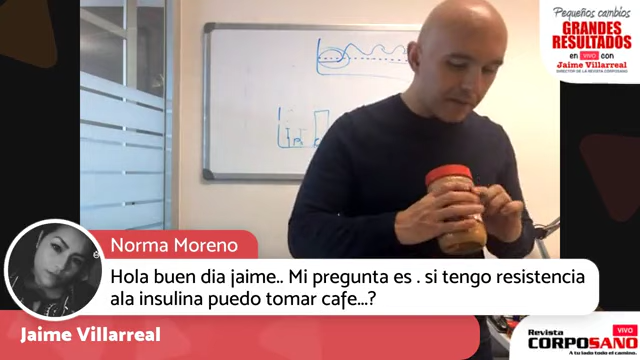 Pequeños cambios
GRANDES
RESULTADOS
en VIVO con
Jaime Villarreal
DIRECTOR DE LA REVISTA CORPOSANO
Norma Moreno
Hola buen dia jaime.. Mi pregunta es . si tengo resistencia
ala insulina puedo tomar cafe...?
Jaime Villarreal
Revista VIVO
CORPOSANO
A tu lado todo el camino.